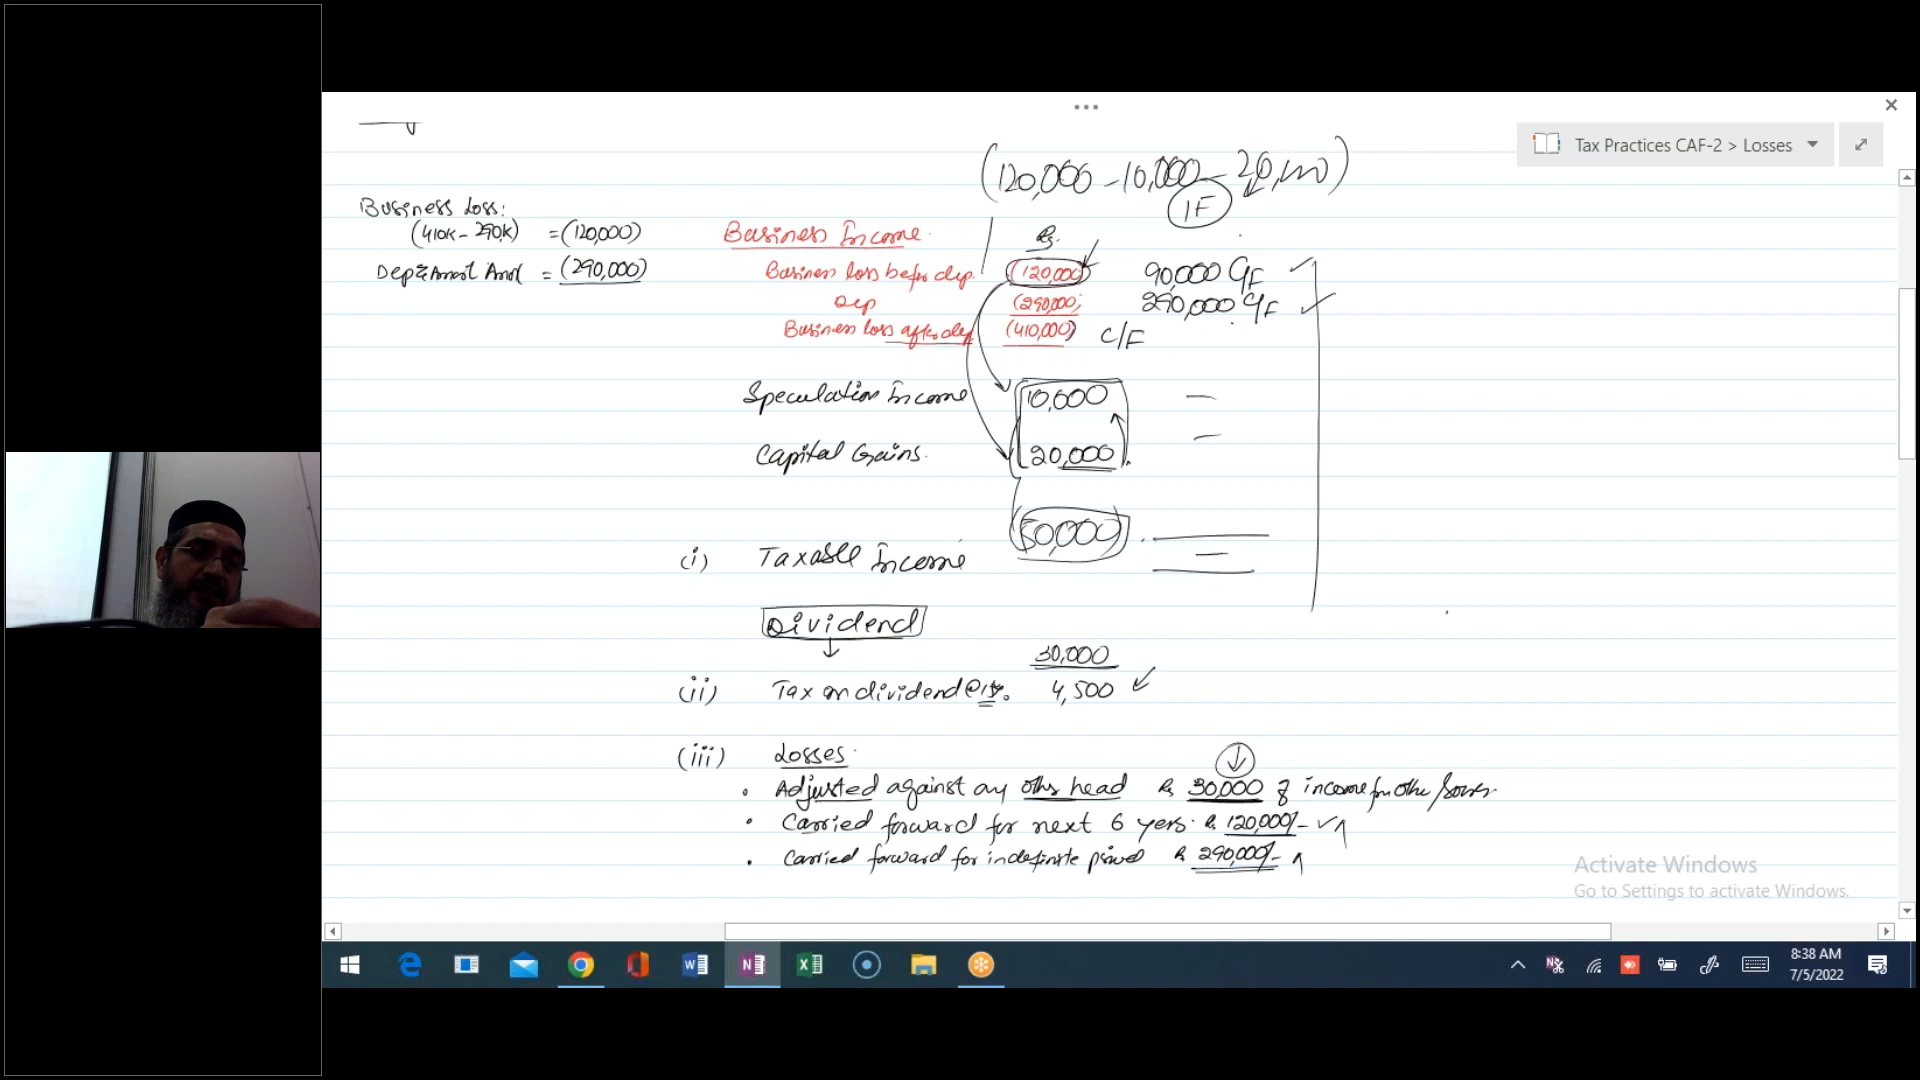 Tax Practices CAF-2 > Losses
(120,000 - 10,000 - 20,000)
1F
Business Loss:
(410K - 290K) = (120,000)
Dep & Amort Amt = (290,000)
Business Income
Rs.
Business loss before dep. (120,000) 90,000 C/F
Dep (290,000) 290,000 C/F
Business loss after dep (410,000) C/F
Speculation Income 10,000 —
Capital Gains. 20,000 —
(i) Taxable Income
Dividend
30,000
(ii) Tax on dividend @ 15%. 4,500
(iii) Losses
• Adjusted against any other head Rs 30,000 of income from other sources
• Carried forward for next 6 yers. Rs 120,000/-
• Carried forward for indefinite period Rs 290,000/-
Activate Windows
Go to Settings to activate Windows.
8:38 AM
7/5/2022